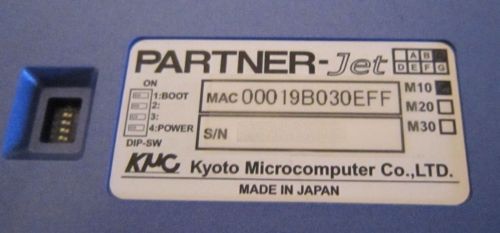 PARTNER-Jet
A B
D E F G
ON
1:BOOT
2:
3:
4:POWER
DIP-SW
MAC 00019B030EFF
S/N
M10
M20
M30
KMC Kyoto Microcomputer Co.,LTD.
MADE IN JAPAN